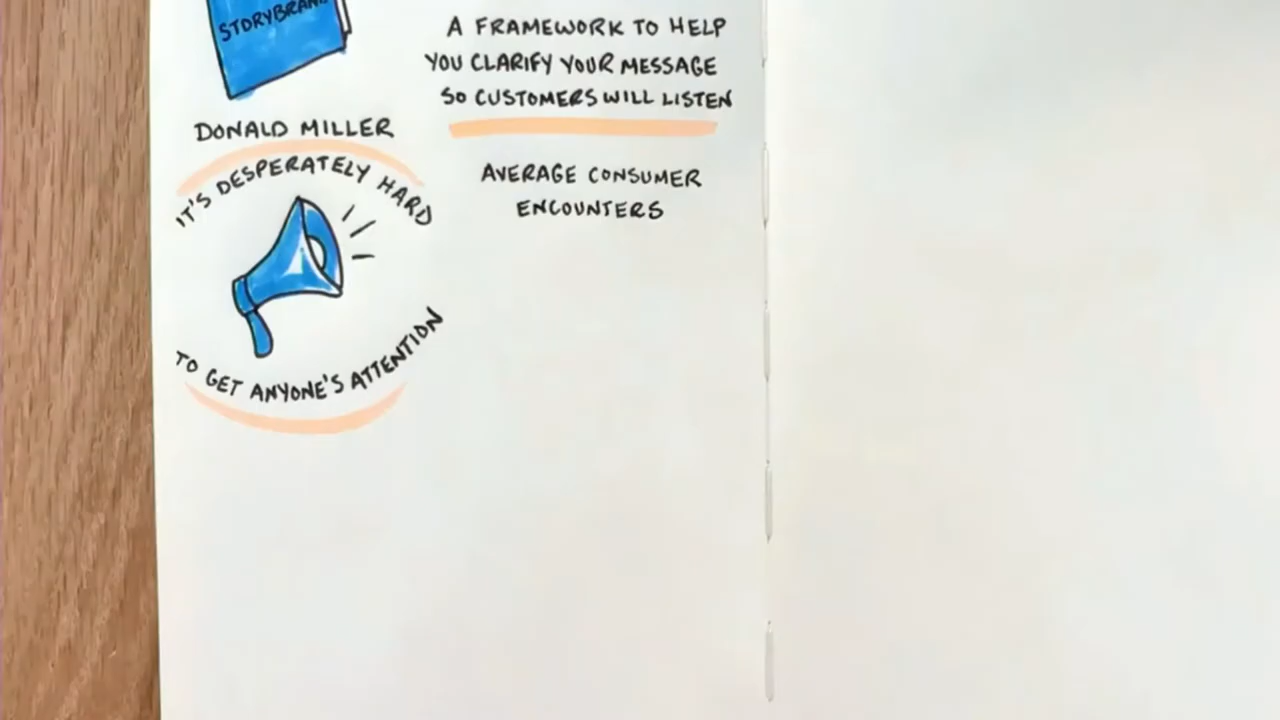 STORYBRAND
DONALD MILLER
A FRAMEWORK TO HELP
YOU CLARIFY YOUR MESSAGE
SO CUSTOMERS WILL LISTEN
IT'S DESPERATELY HARD
TO GET ANYONE'S ATTENTION
AVERAGE CONSUMER
ENCOUNTERS